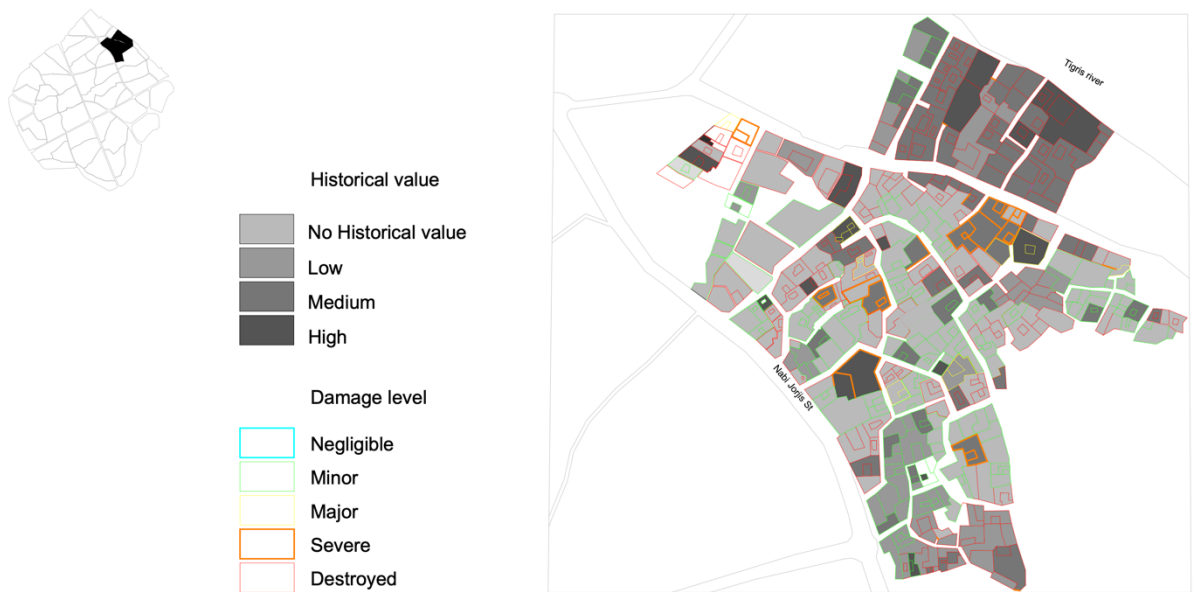 Historical value
No Historical value
Low
Medium
High
Damage level
Negligible
Minor
Major
Severe
Destroyed
Tigris river
Nabi Jorjis St